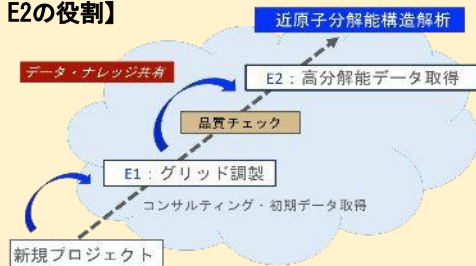 E2の役割】
近原子分解能構造解析
データ・ナレッジ共有
E2：高分解能データ取得
品質チェック
E1：グリッド調製
コンサルティング・初期データ取得
新規プロジェクト